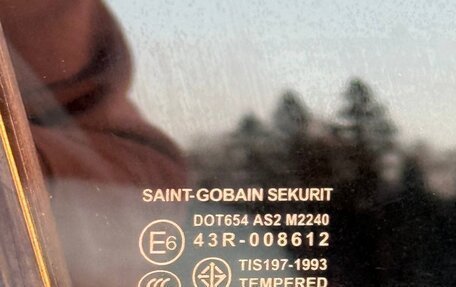 SAINT-GOBAIN SEKURIT
DOT654 AS2 M2240
E6 43R-008612
TIS197-1993
TEMPERED